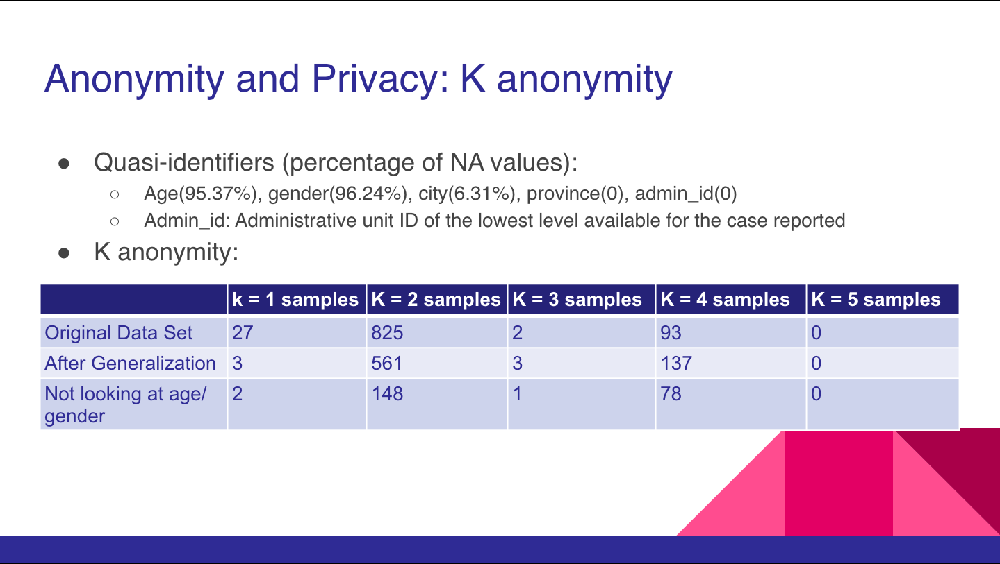 Anonymity and Privacy: K anonymity
● Quasi-identifiers (percentage of NA values):
○ Age(95.37%), gender(96.24%), city(6.31%), province(0), admin_id(0)
○ Admin_id: Administrative unit ID of the lowest level available for the case reported
● K anonymity:
k = 1 samples K = 2 samples K = 3 samples K = 4 samples K = 5 samples
Original Data Set 27 825 2 93 0
After Generalization 3 561 3 137 0
Not looking at age/ 2 148 1 78 0
gender